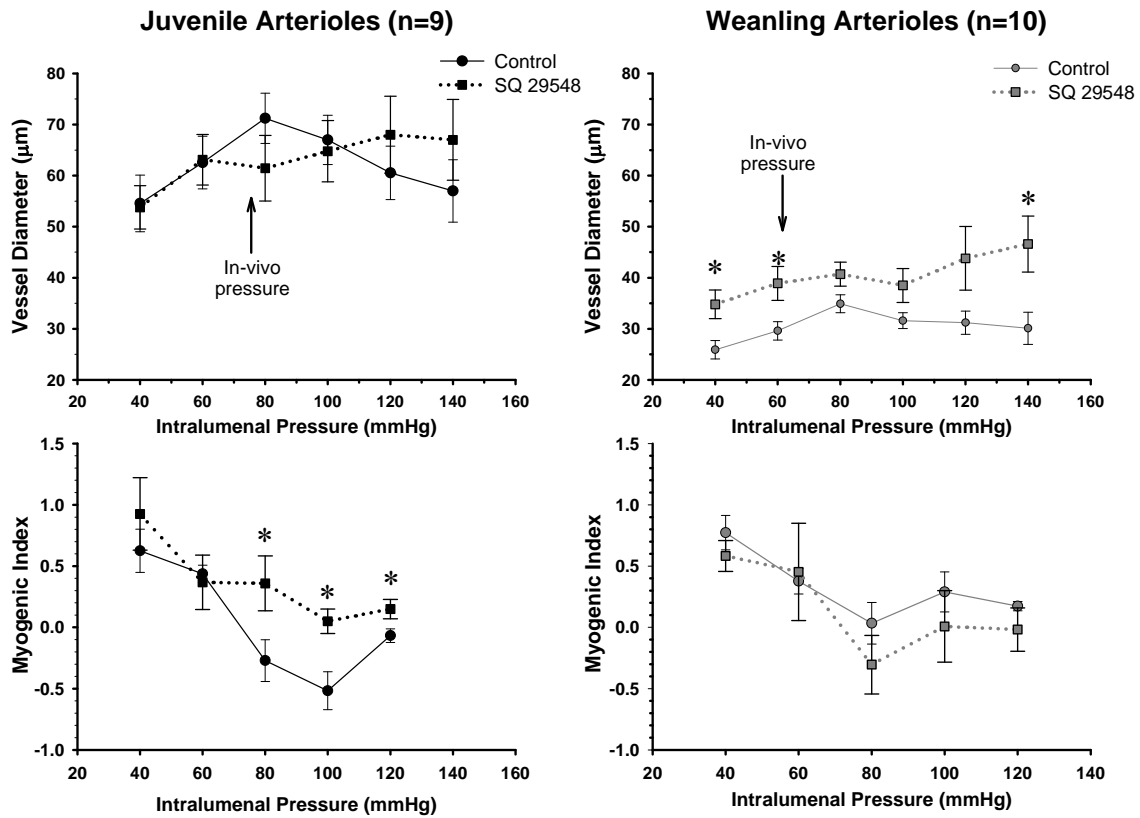 Juvenile Arterioles (n=9)
Control
SQ 29548
Vessel Diameter (μm)
80
70
60
50
40
30
20
In-vivo
pressure
20 40 60 80 100 120 140 160
Intralumenal Pressure (mmHg)
Weanling Arterioles (n=10)
Control
SQ 29548
Vessel Diameter (μm)
80
70
60
50
40
30
20
In-vivo
pressure
* * *
20 40 60 80 100 120 140 160
Intralumenal Pressure (mmHg)
Myogenic Index
1.5
1.0
0.5
0.0
-0.5
-1.0
* * *
20 40 60 80 100 120 140 160
Intralumenal Pressure (mmHg)
Myogenic Index
1.5
1.0
0.5
0.0
-0.5
-1.0
20 40 60 80 100 120 140
Intralumenal Pressure (mmHg)